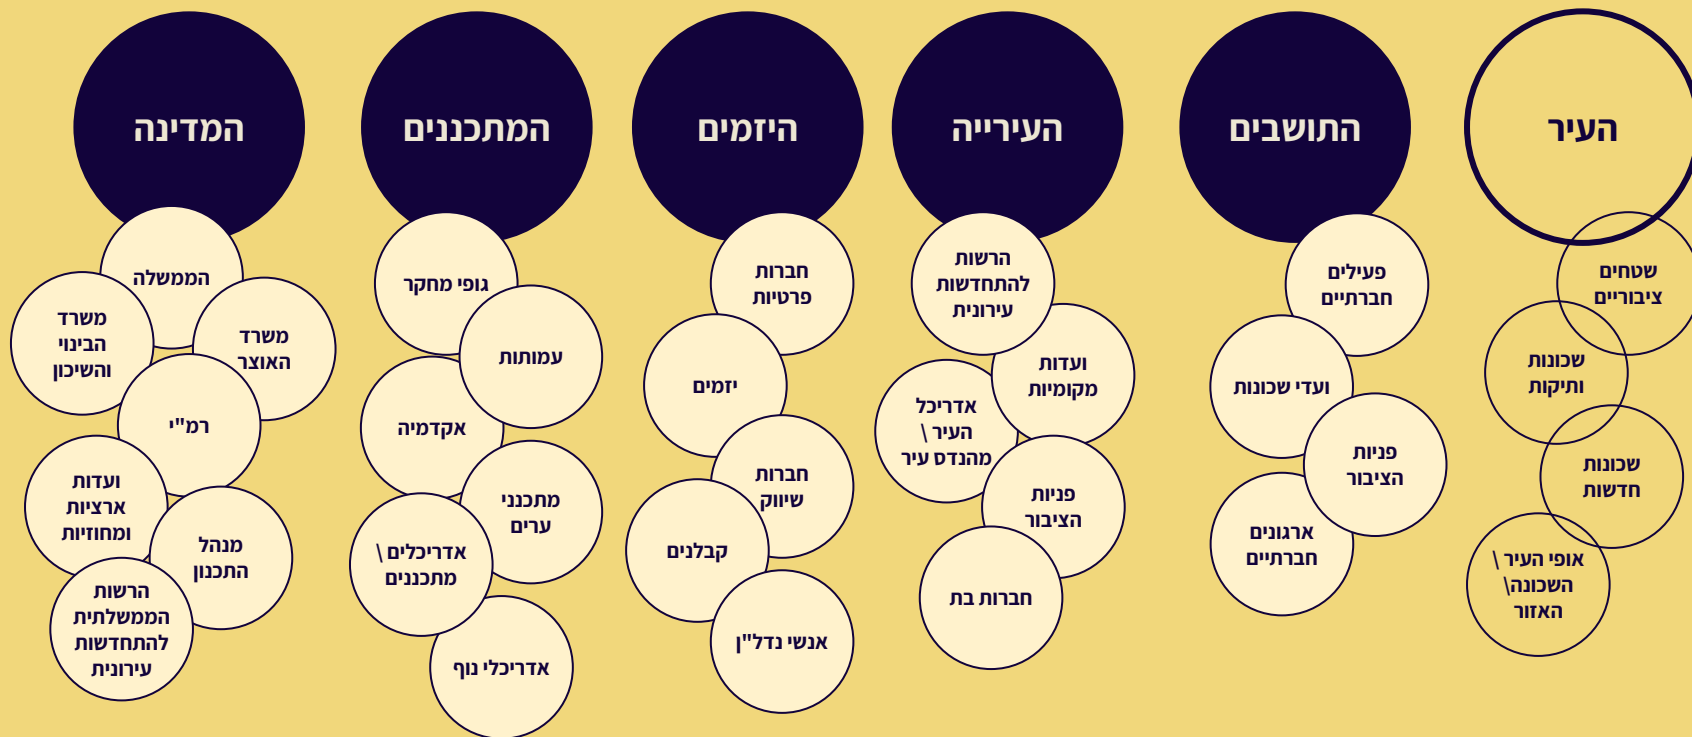 העיר
שטחים
ציבוריים
שכונות
ותיקות
שכונות
חדשות
אופי העיר \
השכונה\
האזור
התושבים
פעילים
חברתיים
ועדי שכונות
פניות
הציבור
ארגונים
חברתיים
העירייה
הרשות
להתחדשות
עירונית
ועדות
מקומיות
אדריכל
העיר \
מהנדס עיר
פניות
הציבור
חברות בת
היזמים
חברות
פרטיות
יזמים
חברות
שיווק
קבלנים
אנשי נדל"ן
המתכננים
גופי מחקר
עמותות
אקדמיה
מתכנני
ערים
אדריכלים \
מתכננים
אדריכלי נוף
המדינה
הממשלה
משרד
האוצר
משרד
הבינוי
והשיכון
רמ"י
ועדות
ארציות
ומחוזיות
מנהל
התכנון
הרשות
הממשלתית
להתחדשות
עירונית